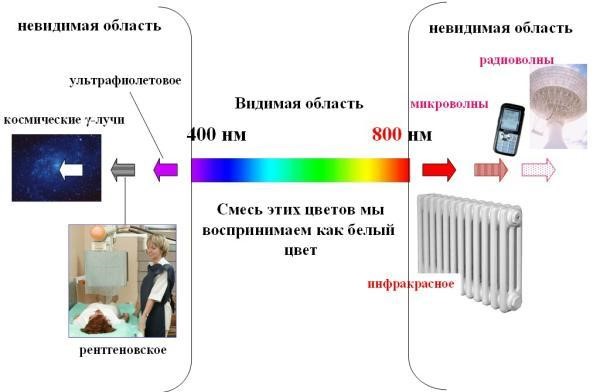 невидимая область
невидимая область
радиоволны
ультрафиолетовое
Видимая область
микроволны
космические γ-лучи
400 нм
800 нм
Смесь этих цветов мы
воспринимаем как белый
цвет
инфракрасное
рентгеновское